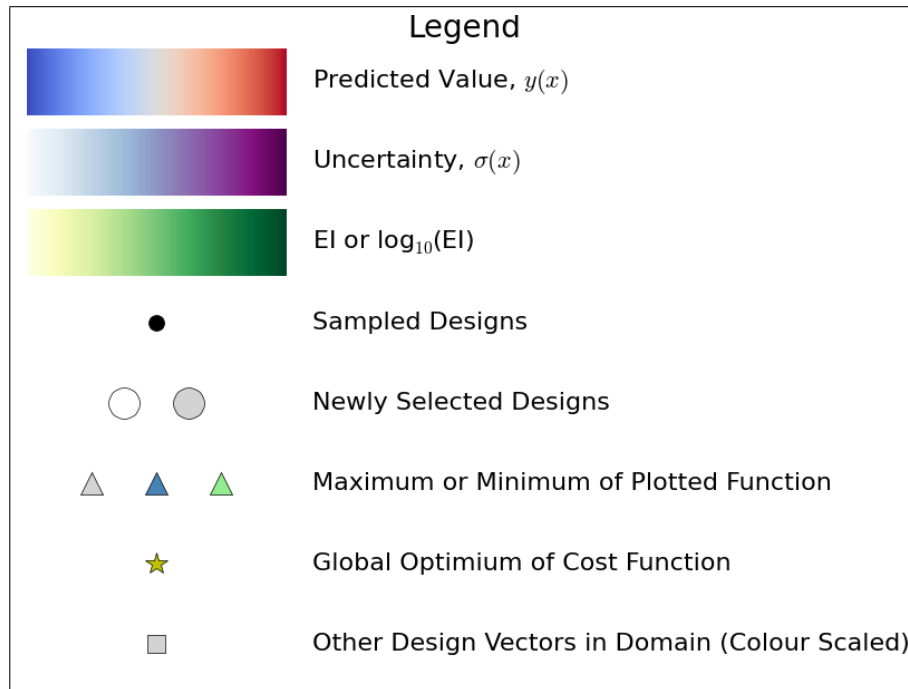 Legend
Predicted Value, y(x)
Uncertainty, σ(x)
EI or log₁₀(EI)
Sampled Designs
Newly Selected Designs
Maximum or Minimum of Plotted Function
Global Optimium of Cost Function
Other Design Vectors in Domain (Colour Scaled)